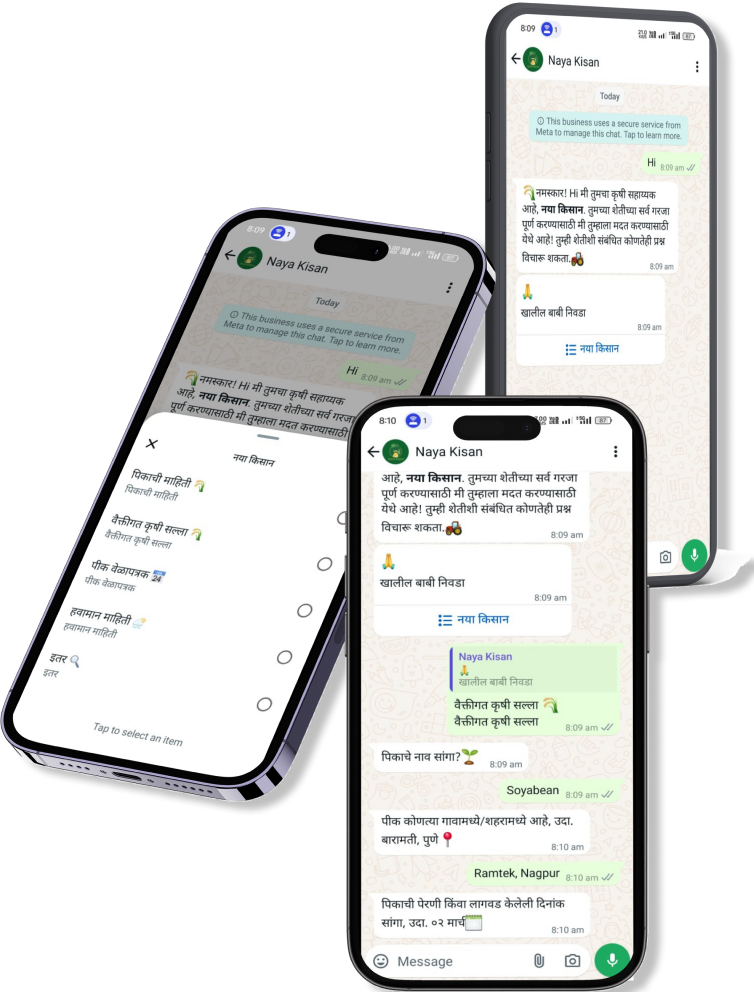 8:09 1
87
Naya Kisan
Today
This business uses a secure service from
Meta to manage this chat. Tap to learn more.
Hi 8:09 am
नमस्कार! Hi मी तुमचा कृषी सहाय्यक
आहे, नया किसान. तुमच्या शेतीच्या सर्व गरजा
पूर्ण करण्यासाठी मी तुम्हाला मदत करण्यासाठी
येथे आहे! तुम्ही शेतीशी संबंधित कोणतेही प्रश्न
विचारू शकता.
8:09 am
खालील बाबी निवडा
8:09 am
नया किसान
8:09 1
87
Naya Kisan
Today
This business uses a secure service from
Meta to manage this chat. Tap to learn more.
Hi 8:09 am
नमस्कार! Hi मी तुमचा कृषी सहाय्यक
आहे, नया किसान. तुमच्या शेतीच्या सर्व गरजा
पूर्ण करण्यासाठी मी तुम्हाला मदत करण्यासाठी
नया किसान
पिकाची माहिती
पिकाची माहिती
वैक्तीगत कृषी सल्ला
वैक्तीगत कृषी सल्ला
पीक वेळापत्रक 24
पीक वेळापत्रक
हवामान माहिती
हवामान माहिती
इतर
इतर
Tap to select an item
8:10 1
87
Naya Kisan
आहे, नया किसान. तुमच्या शेतीच्या सर्व गरजा
पूर्ण करण्यासाठी मी तुम्हाला मदत करण्यासाठी
येथे आहे! तुम्ही शेतीशी संबंधित कोणतेही प्रश्न
विचारू शकता.
8:09 am
खालील बाबी निवडा
8:09 am
नया किसान
Naya Kisan
खालील बाबी निवडा
वैक्तीगत कृषी सल्ला
वैक्तीगत कृषी सल्ला
8:09 am
पिकाचे नाव सांगा?
8:09 am
Soyabean 8:09 am
पीक कोणत्या गावामध्ये/शहरामध्ये आहे, उदा.
बारामती, पुणे
8:10 am
Ramtek, Nagpur 8:10 am
पिकाची पेरणी किंवा लागवड केलेली दिनांक
सांगा, उदा. ०२ मार्च
8:10 am
Message